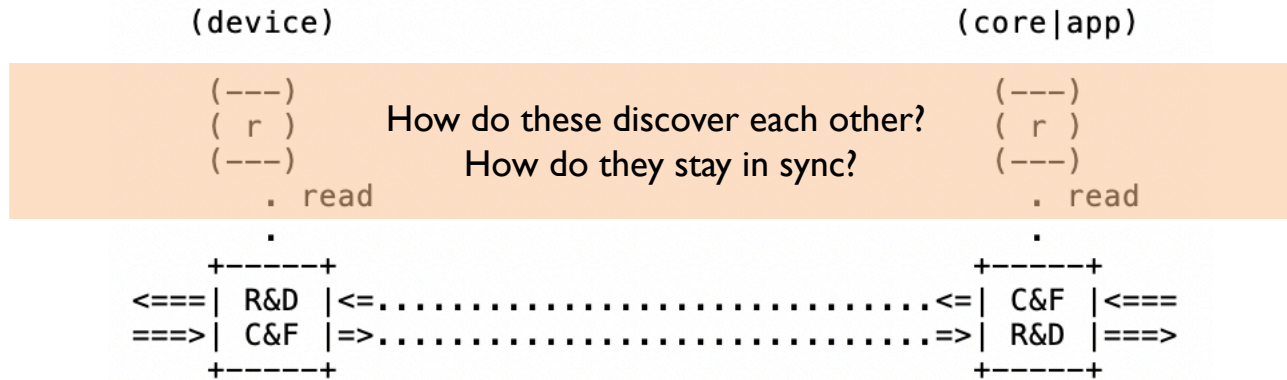 (device) (core|app)
(---) (---)
( r ) How do these discover each other? ( r )
(---) How do they stay in sync? (---)
. read . read
. .
+-----+ +-----+
<===| R&D |<=..............................<=| C&F |<===
===>| C&F |=>..............................=>| R&D |===>
+-----+ +-----+